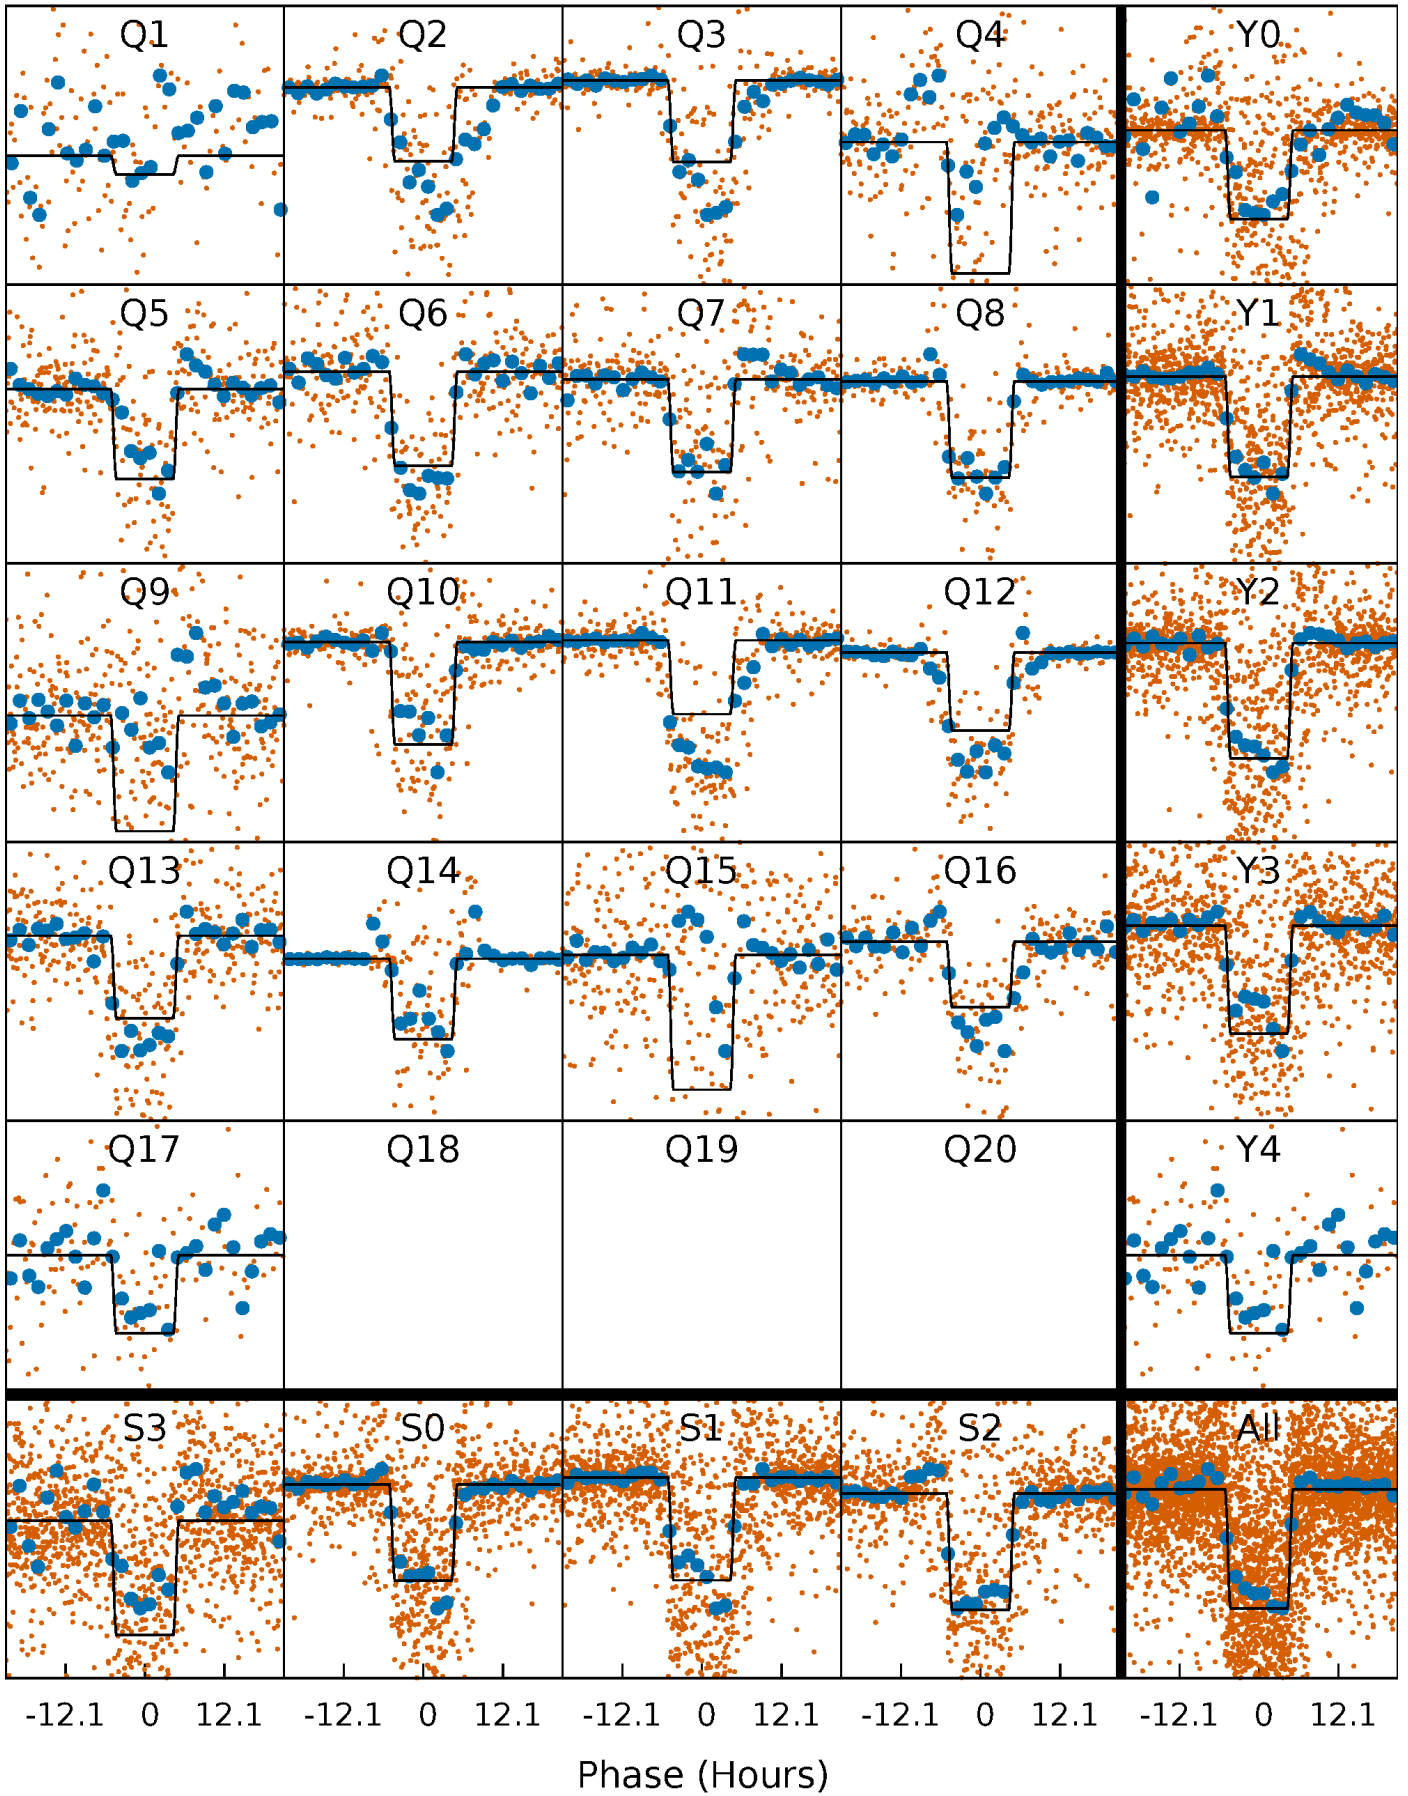 Q1 Q2 Q3 Q4 Y0
Q5 Q6 Q7 Q8 Y1
Q9 Q10 Q11 Q12 Y2
Q13 Q14 Q15 Q16 Y3
Q17 Q18 Q19 Q20 Y4
S3 S0 S1 S2 All
-12.1 0 12.1 -12.1 0 12.1 -12.1 0 12.1 -12.1 0 12.1 -12.1 0 12.1
Phase (Hours)